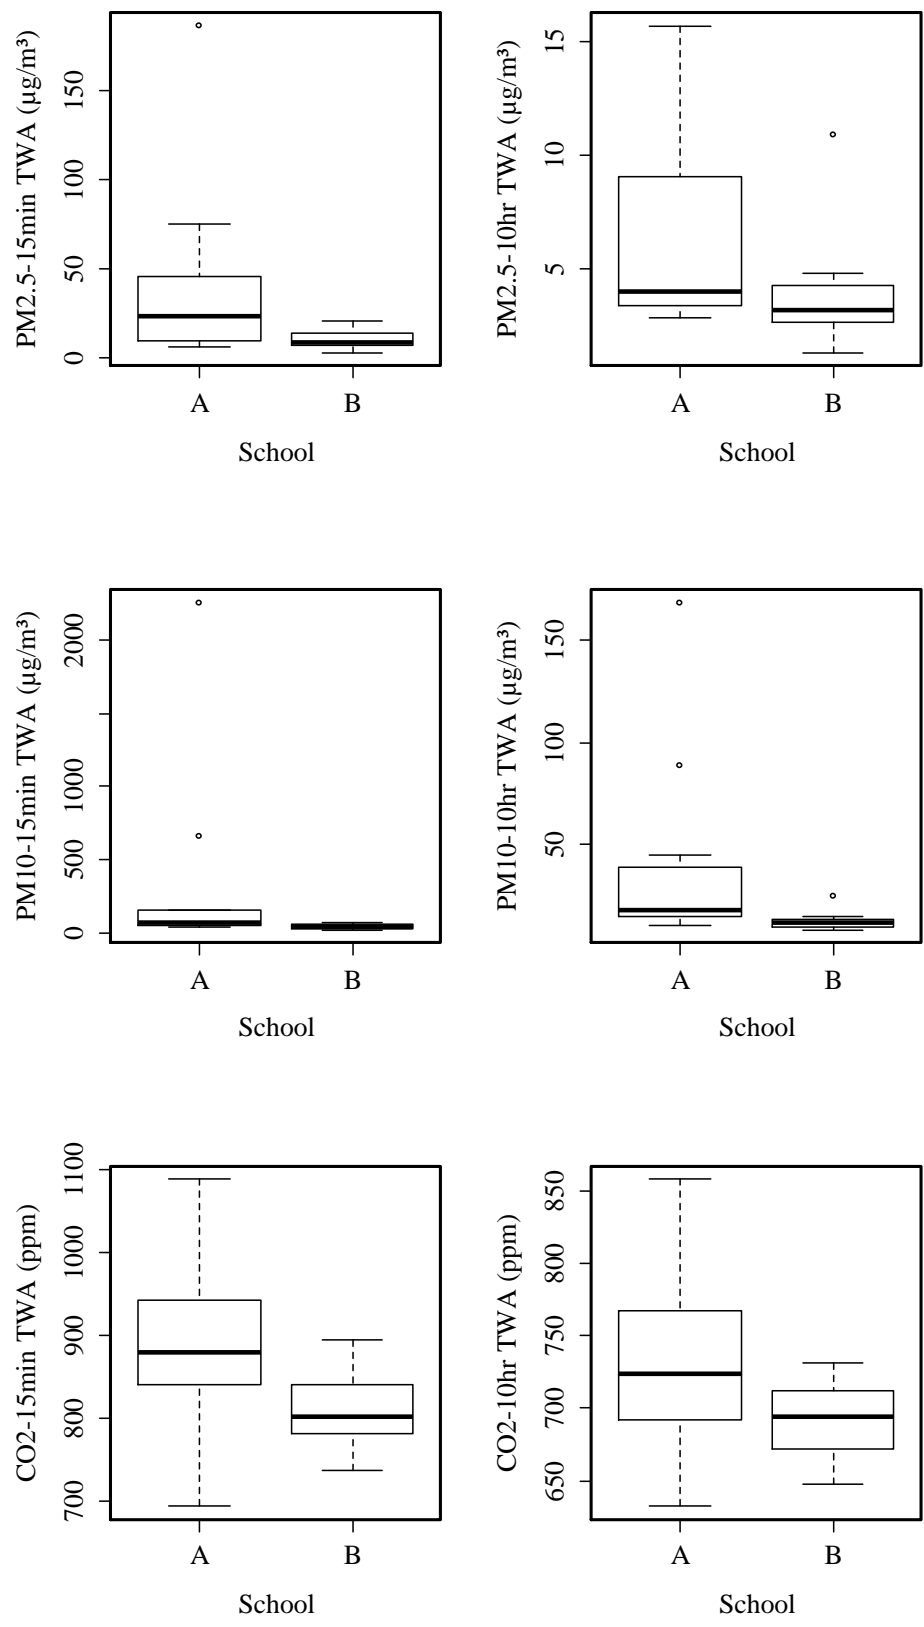 PM2.5-15min TWA (µg/m³)
0
50
100
150
A
B
School
PM2.5-10hr TWA (µg/m³)
5
10
15
A
B
School
PM10-15min TWA (µg/m³)
0
500
1000
2000
A
B
School
PM10-10hr TWA (µg/m³)
50
100
150
A
B
School
CO2-15min TWA (ppm)
700
800
900
1000
1100
A
B
School
CO2-10hr TWA (ppm)
650
700
750
800
850
A
B
School